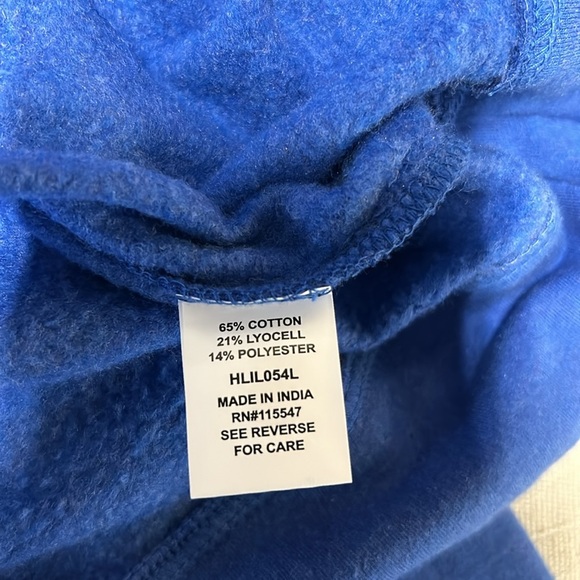 65% COTTON
21% LYOCELL
14% POLYESTER
HLIL054L
MADE IN INDIA
RN#115547
SEE REVERSE
FOR CARE